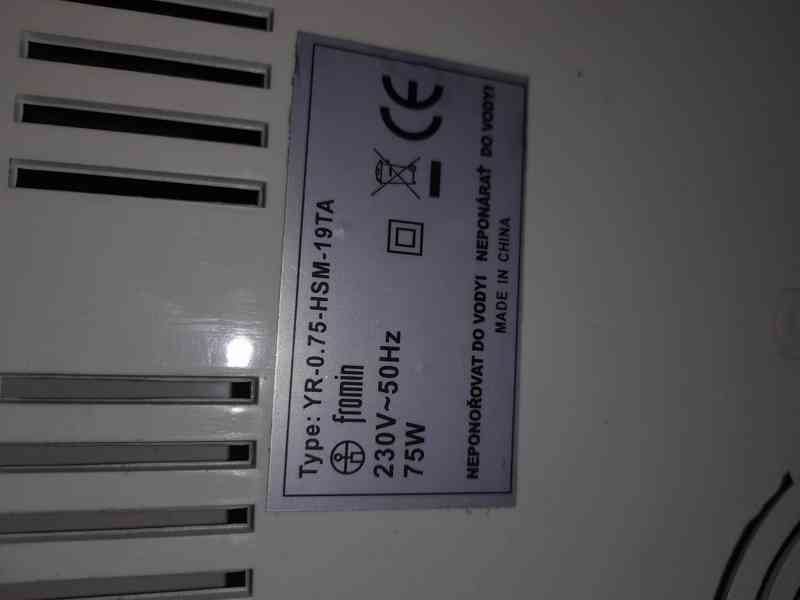 Type: YR-0.75-HSM-19TA
fromin
230V~50Hz
75W
CE
NEPONOŘOVAT DO VODY! NEPONÁRAŤ DO VODY!
MADE IN CHINA